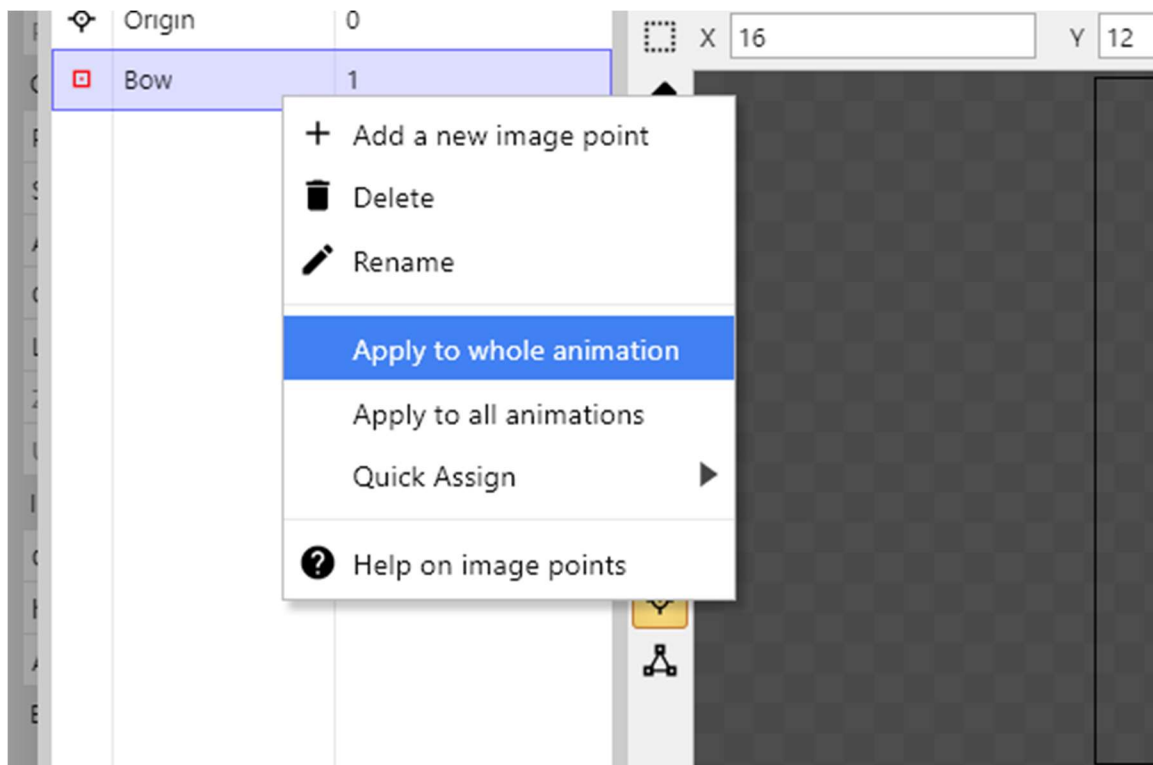 Origin 0
X 16 Y 12
Bow 1
Add a new image point
Delete
Rename
Apply to whole animation
Apply to all animations
Quick Assign
Help on image points